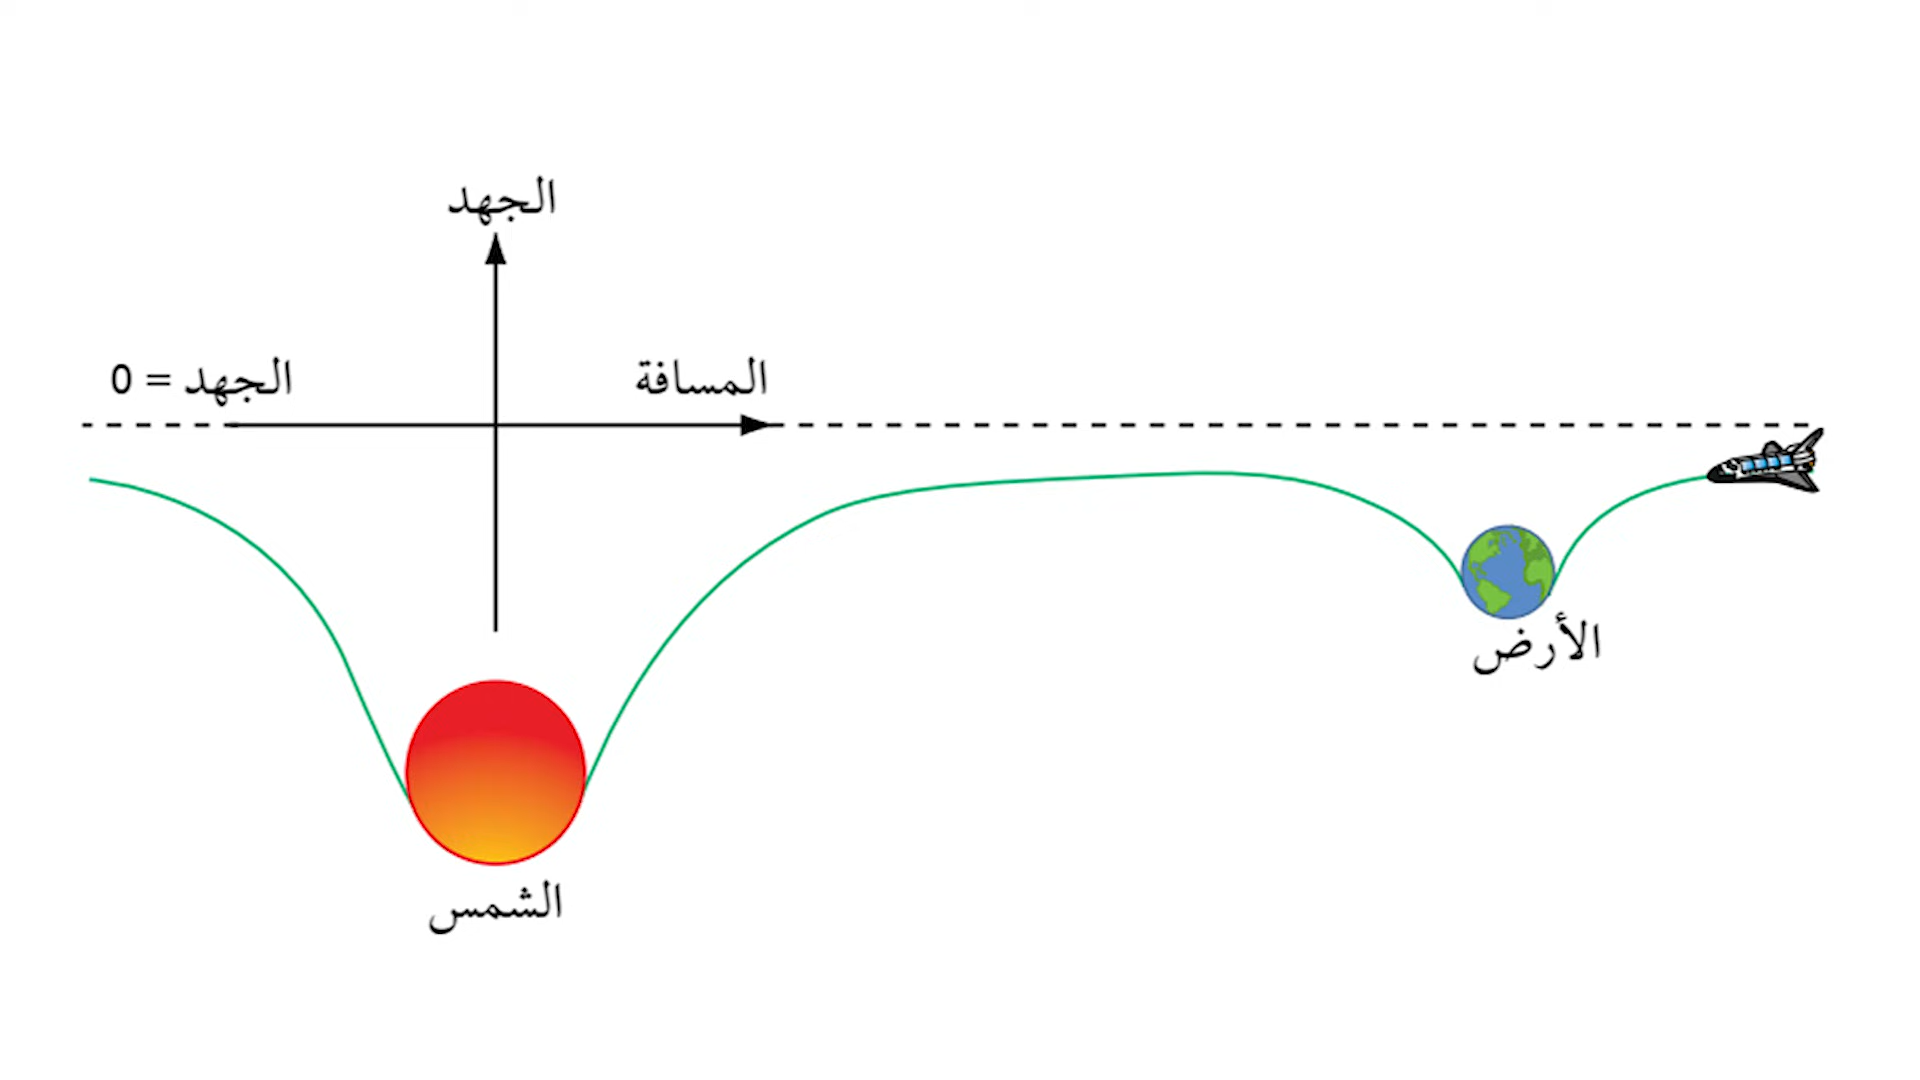 الجهد
الجهد = 0
المسافة
الأرض
الشمس